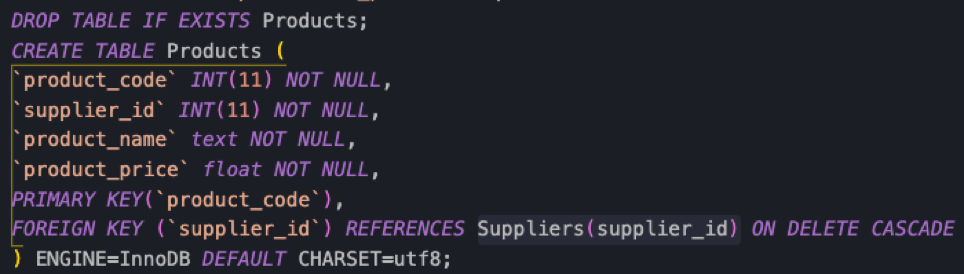 DROP TABLE IF EXISTS Products;
CREATE TABLE Products (
`product_code` INT(11) NOT NULL,
`supplier_id` INT(11) NOT NULL,
`product_name` text NOT NULL,
`product_price` float NOT NULL,
PRIMARY KEY(`product_code`),
FOREIGN KEY (`supplier_id`) REFERENCES Suppliers(supplier_id) ON DELETE CASCADE
) ENGINE=InnoDB DEFAULT CHARSET=utf8;